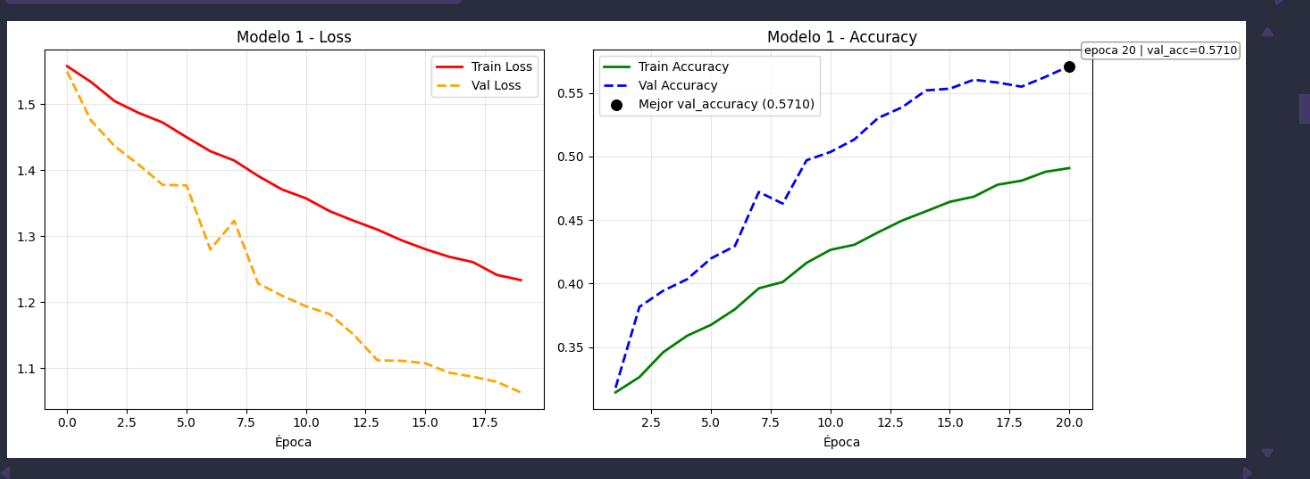 Modelo 1 - Loss
Train Loss
Val Loss
1.5
1.4
1.3
1.2
1.1
0.0 2.5 5.0 7.5 10.0 12.5 15.0 17.5
Época
Modelo 1 - Accuracy
epoca 20 | val_acc=0.5710
Train Accuracy
Val Accuracy
Mejor val_accuracy (0.5710)
0.55
0.50
0.45
0.40
0.35
2.5 5.0 7.5 10.0 12.5 15.0 17.5 20.0
Época